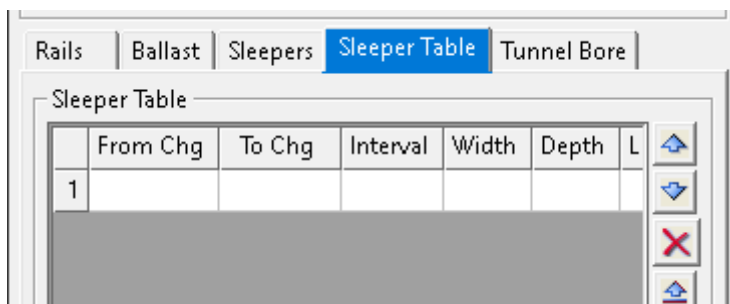 Rails Ballast Sleepers Sleeper Table Tunnel Bore
Sleeper Table
From Chg To Chg Interval Width Depth L
1